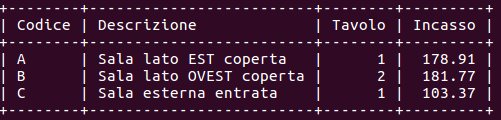 +--------+-------------------------+--------+---------+
| Codice | Descrizione             | Tavolo | Incasso |
+--------+-------------------------+--------+---------+
| A      | Sala lato EST coperta   |      1 |  178.91 |
| B      | Sala lato OVEST coperta |      2 |  181.77 |
| C      | Sala esterna entrata    |      1 |  103.37 |
+--------+-------------------------+--------+---------+